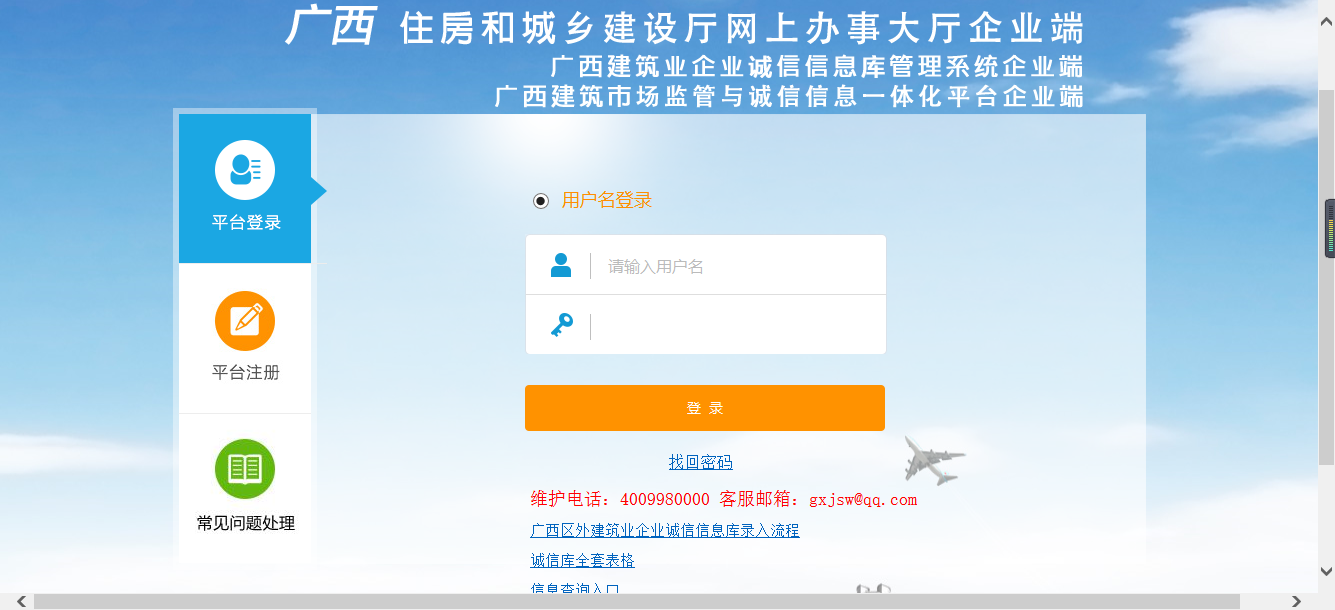 广西 住房和城乡建设厅网上办事大厅企业端
广西建筑业企业诚信信息库管理系统企业端
广西建筑市场监管与诚信信息一体化平台企业端
平台登录
平台注册
常见问题处理
用户名登录
请输入用户名
登 录
找回密码
维护电话：4009980000 客服邮箱：gxjsw@qq.com
广西区外建筑业企业诚信信息库录入流程
诚信库全套表格
信息查询入口